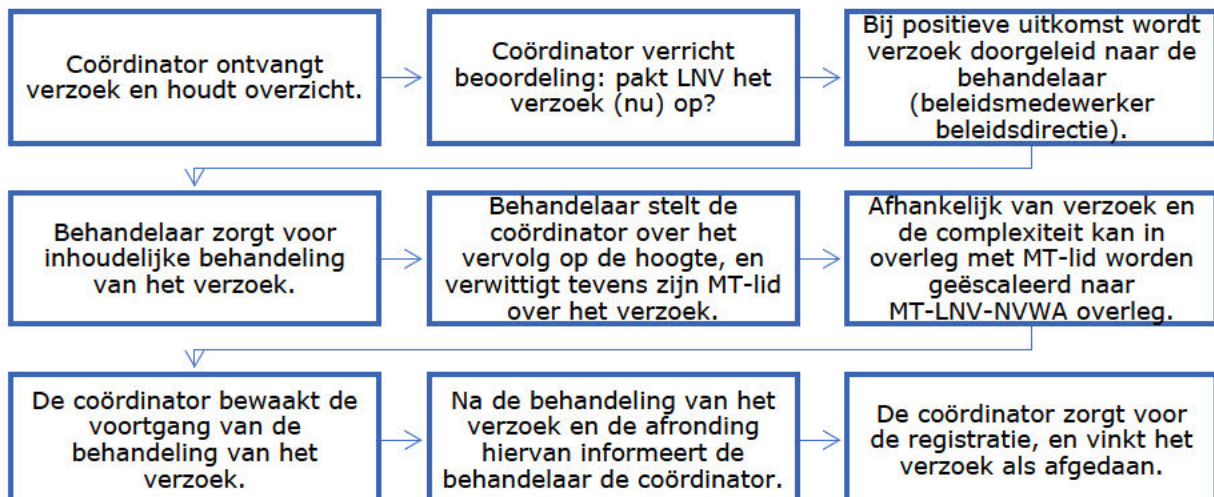 Coördinator ontvangt
verzoek en houdt overzicht.
Coördinator verricht
beoordeling: pakt LNV het
verzoek (nu) op?
Bij positieve uitkomst wordt
verzoek doorgeleid naar de
behandelaar
(beleidsmedewerker
beleidsdirectie).
Behandelaar zorgt voor
inhoudelijke behandeling
van het verzoek.
Behandelaar stelt de
coördinator over het
vervolg op de hoogte, en
verwittigt tevens zijn MT-lid
over het verzoek.
Afhankelijk van verzoek en
de complexiteit kan in
overleg met MT-lid worden
geëscaleerd naar
MT-LNV-NVWA overleg.
De coördinator bewaakt de
voortgang van de
behandeling van het
verzoek.
Na de behandeling van het
verzoek en de afronding
hiervan informeert de
behandelaar de coördinator.
De coördinator zorgt voor
de registratie, en vinkt het
verzoek als afgedaan.